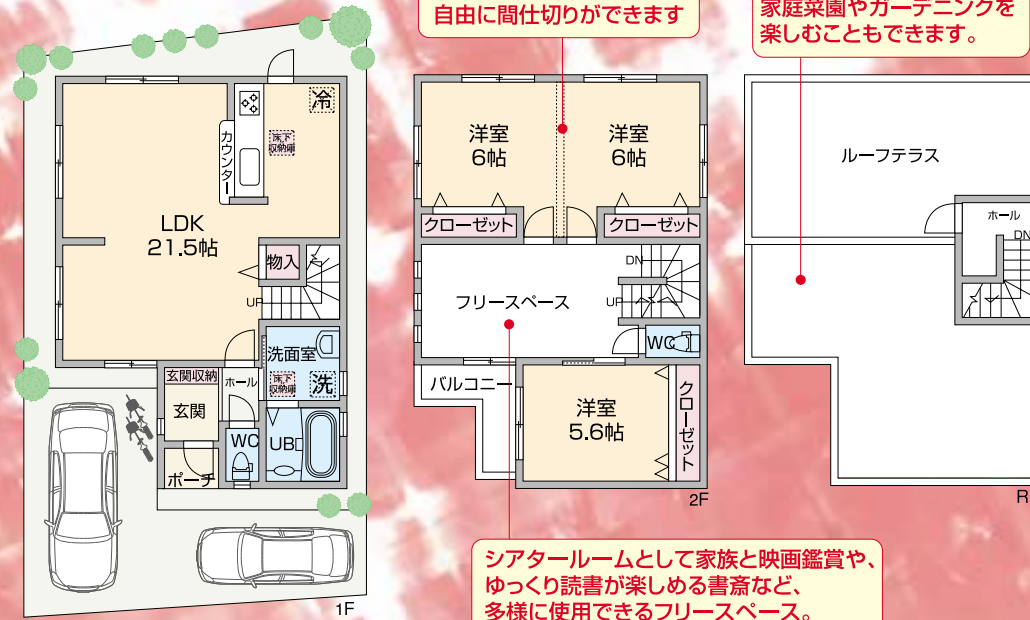 自由に間仕切りができます
家庭菜園やガーデニングを
楽しむこともできます。
冷
床下
収納庫
カウンター
LDK
21.5帖
物入
UP
洗面室
床下
収納庫
洗
玄関収納
ホール
玄関
WC
UB
ポーチ
1F
洋室
6帖
洋室
6帖
クローゼット
クローゼット
DN
フリースペース
UP
WC
バルコニー
洋室
5.6帖
クローゼット
2F
ルーフテラス
ホール
DN
R
シアタールームとして家族と映画鑑賞や、
ゆっくり読書が楽しめる書斎など、
多様に使用できるフリースペース。